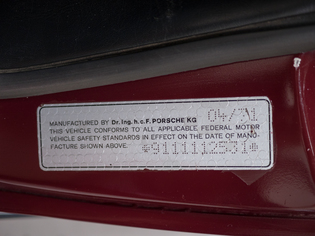 04/71
MANUFACTURED BY Dr. Ing. h. c. F. PORSCHE KG
THIS VEHICLE CONFORMS TO ALL APPLICABLE FEDERAL MOTOR
VEHICLE SAFETY STANDARDS IN EFFECT ON THE DATE OF MANU-
FACTURE SHOWN ABOVE.
9111112531